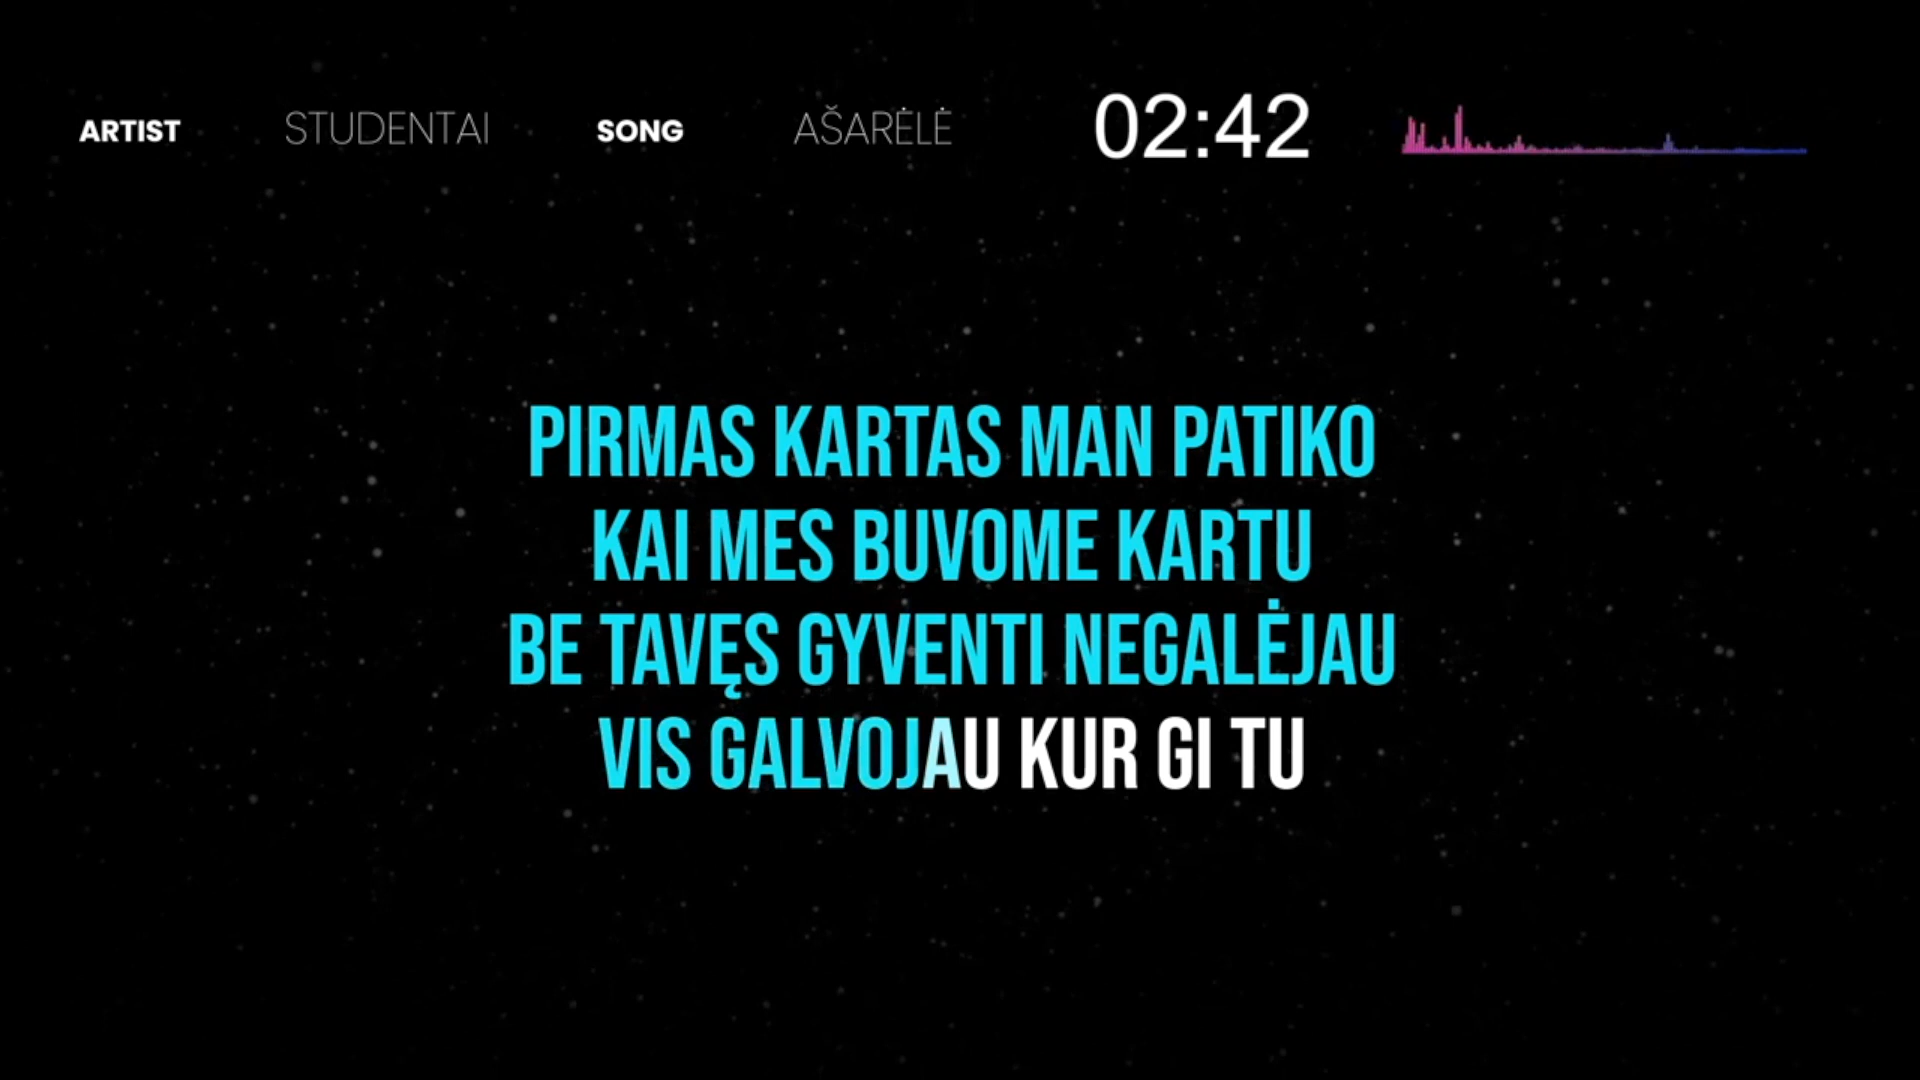 ARTIST STUDENTAI SONG AŠARĖLĖ 02:42
PIRMAS KARTAS MAN PATIKO
KAI MES BUVOME KARTU
BE TAVĘS GYVENTI NEGALĖJAU
VIS GALVOJAU KUR GI TU